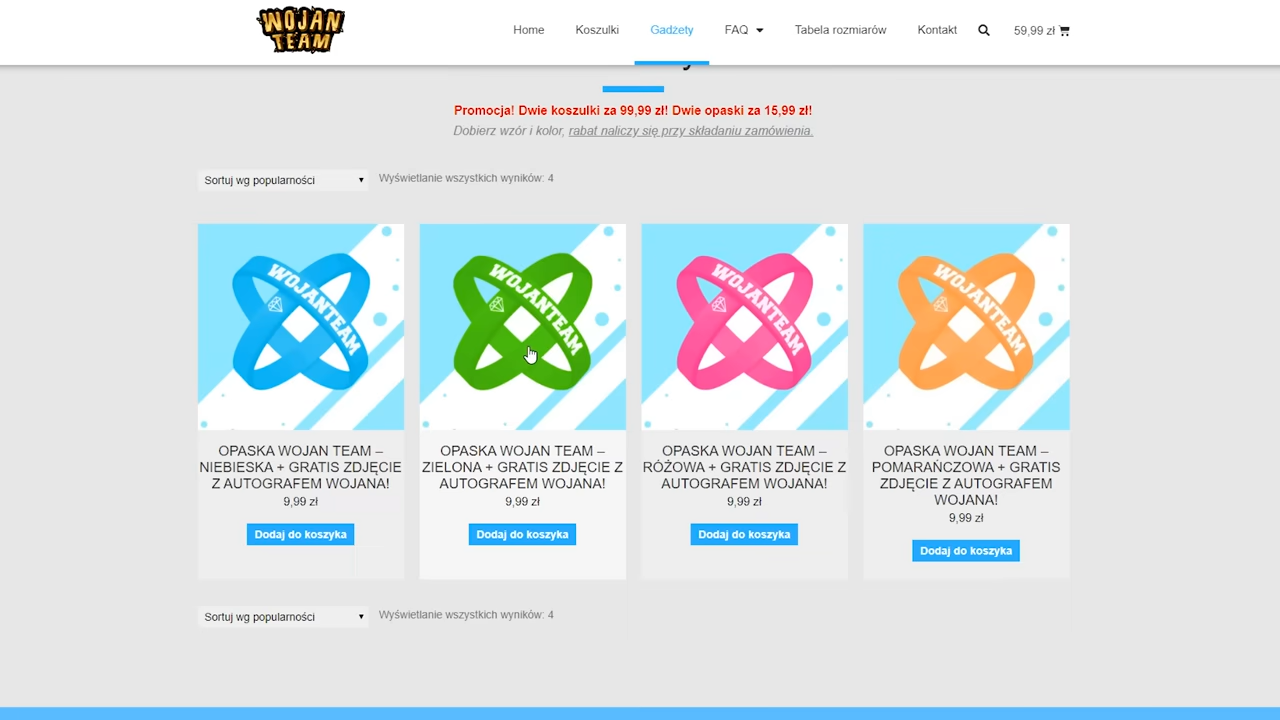 WOJAN
TEAM
Home
Koszulki
Gadżety
FAQ
Tabela rozmiarów
Kontakt
59,99 zł
Promocja! Dwie koszulki za 99,99 zł! Dwie opaski za 15,99 zł!
Dobierz wzór i kolor, rabat naliczy się przy składaniu zamówienia.
Sortuj wg popularności
Wyświetlanie wszystkich wyników: 4
WOJANTEAM
WOJANTEAM
WOJANTEAM
WOJANTEAM
OPASKA WOJAN TEAM –
NIEBIESKA + GRATIS ZDJĘCIE
Z AUTOGRAFEM WOJANA!
9,99 zł
Dodaj do koszyka
OPASKA WOJAN TEAM –
ZIELONA + GRATIS ZDJĘCIE Z
AUTOGRAFEM WOJANA!
9,99 zł
Dodaj do koszyka
OPASKA WOJAN TEAM –
RÓŻOWA + GRATIS ZDJĘCIE Z
AUTOGRAFEM WOJANA!
9,99 zł
Dodaj do koszyka
OPASKA WOJAN TEAM –
POMARAŃCZOWA + GRATIS
ZDJĘCIE Z AUTOGRAFEM
WOJANA!
9,99 zł
Dodaj do koszyka
Sortuj wg popularności
Wyświetlanie wszystkich wyników: 4